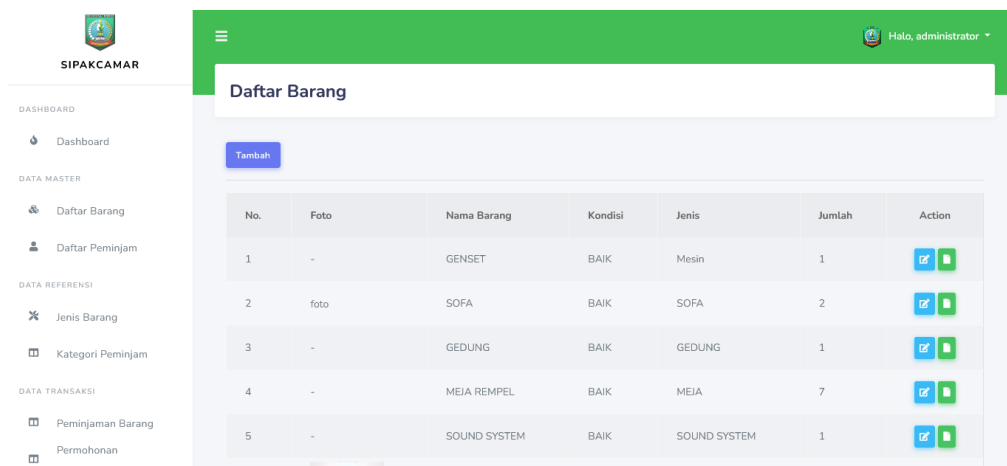 SIPAKCAMAR
DASHBOARD
Dashboard
DATA MASTER
Daftar Barang
Daftar Peminjam
DATA REFERENSI
Jenis Barang
Kategori Peminjam
DATA TRANSAKSI
Peminjaman Barang
Permohonan
Halo, administrator
Daftar Barang
Tambah
No. Foto Nama Barang Kondisi Jenis Jumlah Action
1 - GENSET BAIK Mesin 1
2 foto SOFA BAIK SOFA 2
3 - GEDUNG BAIK GEDUNG 1
4 - MEJA REMPEL BAIK MEJA 7
5 - SOUND SYSTEM BAIK SOUND SYSTEM 1